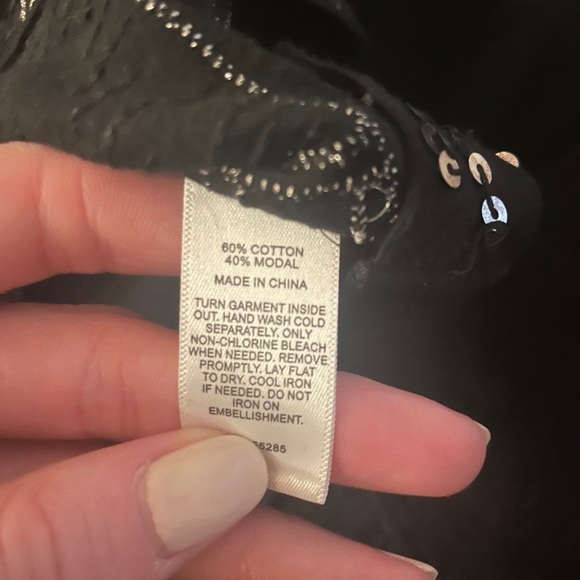 60% COTTON
40% MODAL
MADE IN CHINA
TURN GARMENT INSIDE
OUT. HAND WASH COLD
SEPARATELY. ONLY
NON-CHLORINE BLEACH
WHEN NEEDED. REMOVE
PROMPTLY. LAY FLAT
TO DRY. COOL IRON
IF NEEDED. DO NOT
IRON ON
EMBELLISHMENT.